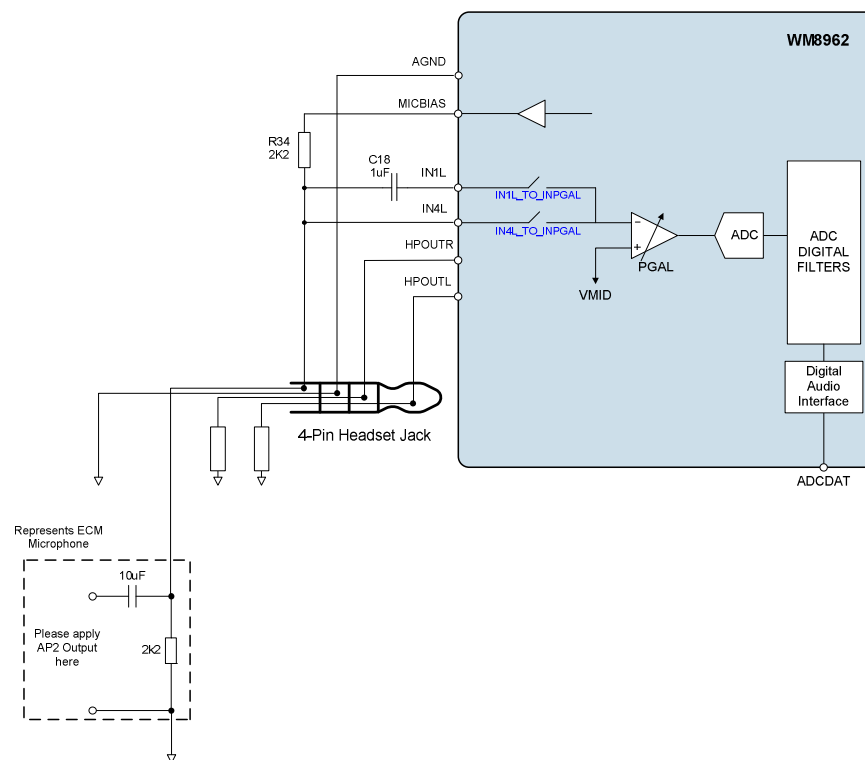 WM8962
AGND
MICBIAS
R34
2K2
C18
1uF
IN1L
IN1L_TO_INPGAL
IN4L
IN4L_TO_INPGAL
HPOUTR
HPOUTL
-
+
PGAL
VMID
ADC
ADC
DIGITAL
FILTERS
Digital
Audio
Interface
ADCDAT
4-Pin Headset Jack
Represents ECM
Microphone
10uF
Please apply
AP2 Output
here
2k2